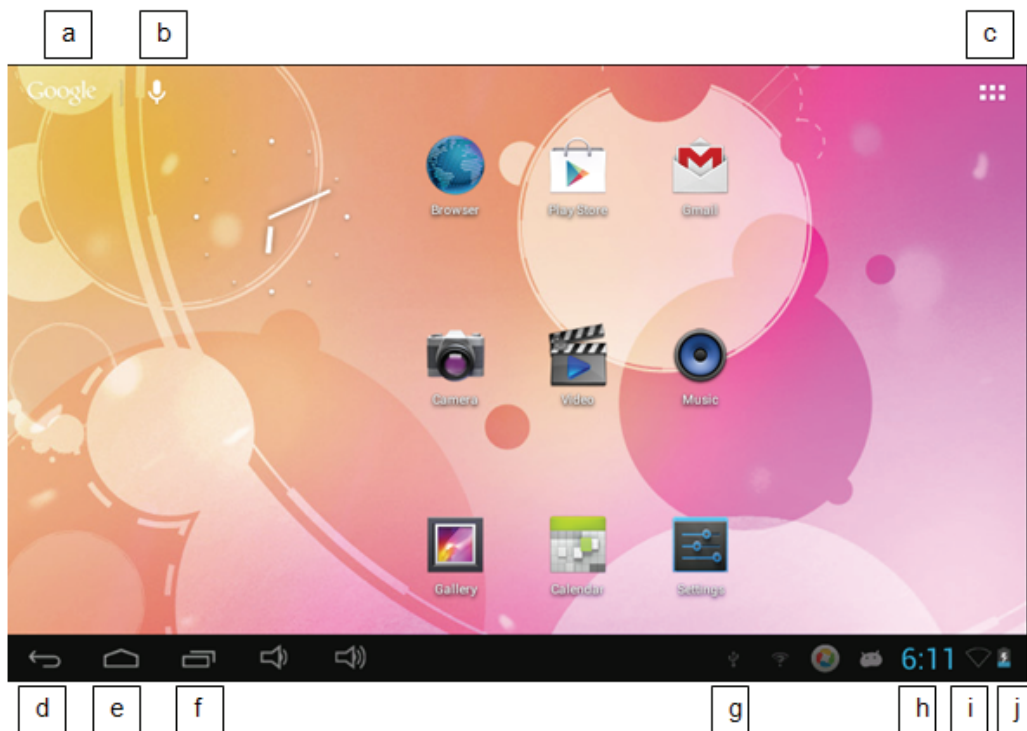 a b c
Google
Browser Play Store Gmail
Camera Video Music
Gallery Calendar Settings
6:11
d e f g h i j